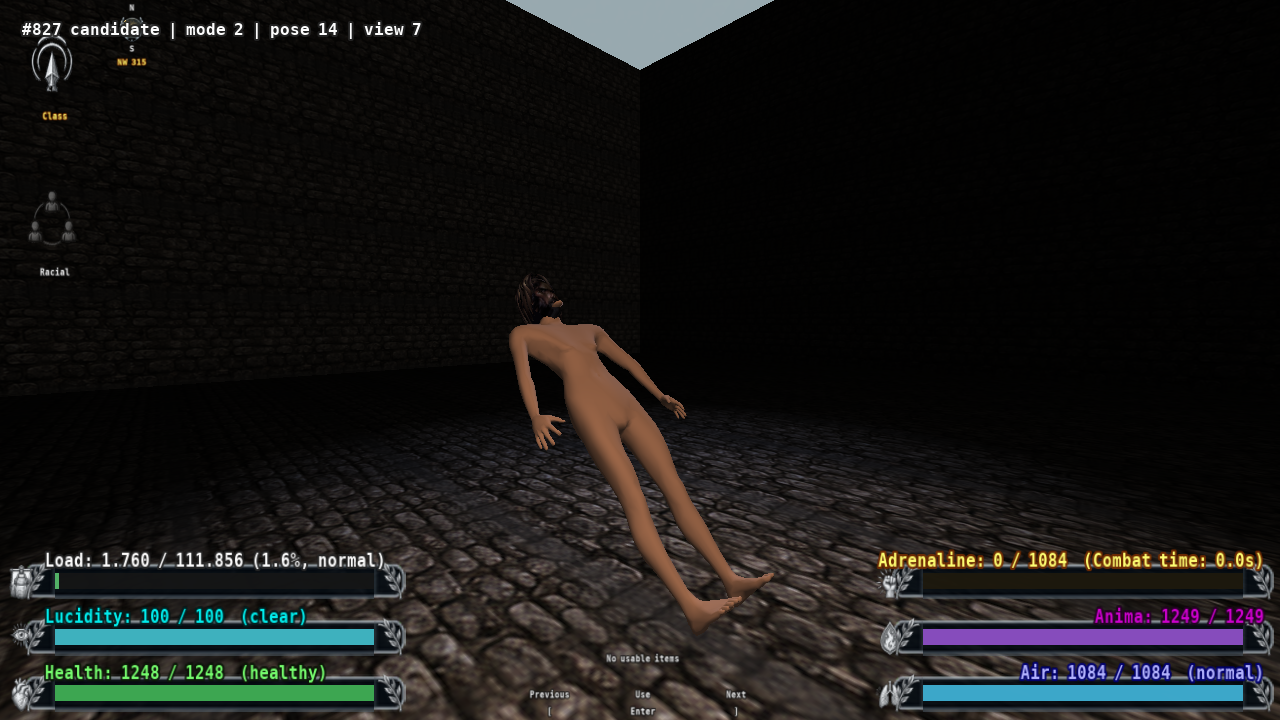 #827 candidate | mode 2 | pose 14 | view 7
N
S
NW 315
Class
Racial
Load: 1.760 / 111.856 (1.6%, normal)
Lucidity: 100 / 100 (clear)
Health: 1248 / 1248 (healthy)
Adrenaline: 0 / 1084 (Combat time: 0.0s)
Anima: 1249 / 1249
Air: 1084 / 1084 (normal)
No usable items
Previous Use Next
[ Enter ]